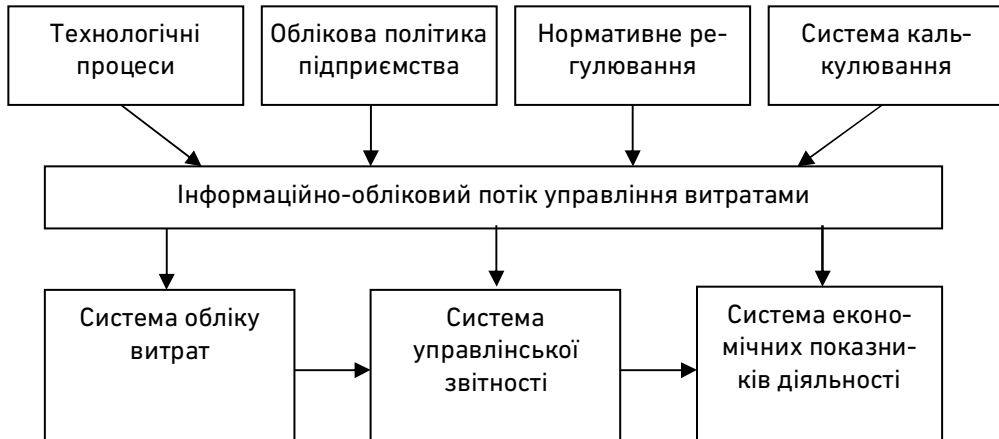 Технологічні
процеси
Облікова політика
підприємства
Нормативне ре-
гулювання
Система каль-
кулювання
Інформаційно-обліковий потік управління витратами
Система обліку
витрат
Система
управлінської
звітності
Система еконо-
мічних показни-
ків діяльності